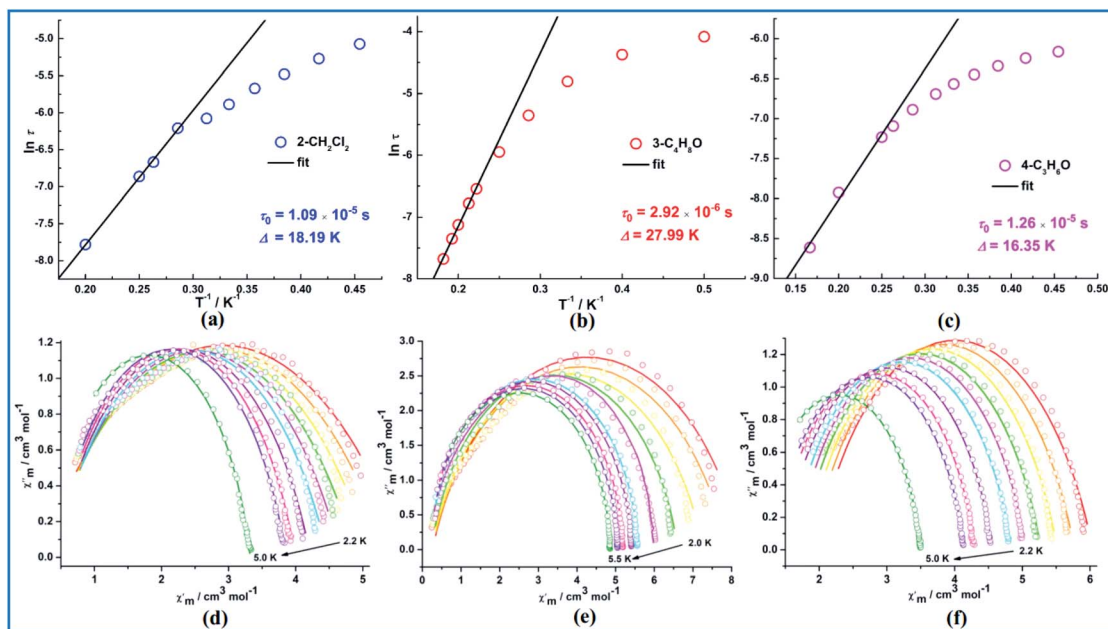 -5.0
-5.5
-6.0
-6.5
-7.0
-7.5
-8.0
ln τ
2-CH₂Cl₂
fit
τ₀ = 1.09 × 10⁻⁵ s
Δ = 18.19 K
0.20 0.25 0.30 0.35 0.40 0.45
T⁻¹ / K⁻¹
(a)
-4
-5
-6
-7
-8
ln τ
3-C₄H₈O
fit
τ₀ = 2.92 × 10⁻⁶ s
Δ = 27.99 K
0.2 0.3 0.4 0.5
T⁻¹ / K⁻¹
(b)
-6.0
-6.5
-7.0
-7.5
-8.0
-8.5
-9.0
ln τ
4-C₃H₆O
fit
τ₀ = 1.26 × 10⁻⁵ s
Δ = 16.35 K
0.15 0.20 0.25 0.30 0.35 0.40 0.45 0.50
(c)
1.2
1.0
0.8
0.6
0.4
0.2
0.0
χ''ₘ / cm³ mol⁻¹
5.0 K
2.2 K
1 2 3 4 5
χ'ₘ / cm³ mol⁻¹
(d)
3.0
2.5
2.0
1.5
1.0
0.5
0.0
χ''ₘ / cm³ mol⁻¹
5.5 K
2.0 K
0 1 2 3 4 5 6 7 8
χ'ₘ / cm³ mol⁻¹
(e)
1.2
1.0
0.8
0.6
0.4
0.2
0.0
χ''ₘ / cm³ mol⁻¹
5.0 K
2.2 K
2 3 4 5 6
χ'ₘ / cm³ mol⁻¹
(f)